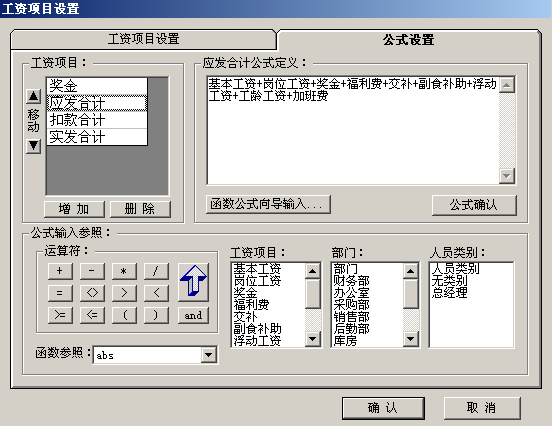 工资项目设置
工资项目设置
公式设置
工资项目：
奖金
应发合计
扣款合计
实发合计
移动
增 加
删 除
应发合计公式定义：
基本工资+岗位工资+奖金+福利费+交补+副食补助+浮动
工资+工龄工资+加班费
函数公式向导输入...
公式确认
公式输入参照：
运算符：
+ - * /
= <> > <
>= <= ( ) and
函数参照：abs
工资项目：
基本工资
岗位工资
奖金
福利费
交补
副食补助
浮动工资
部门：
部门
财务部
办公室
采购部
销售部
后勤部
库房
人员类别：
人员类别
无类别
总经理
确 认
取 消